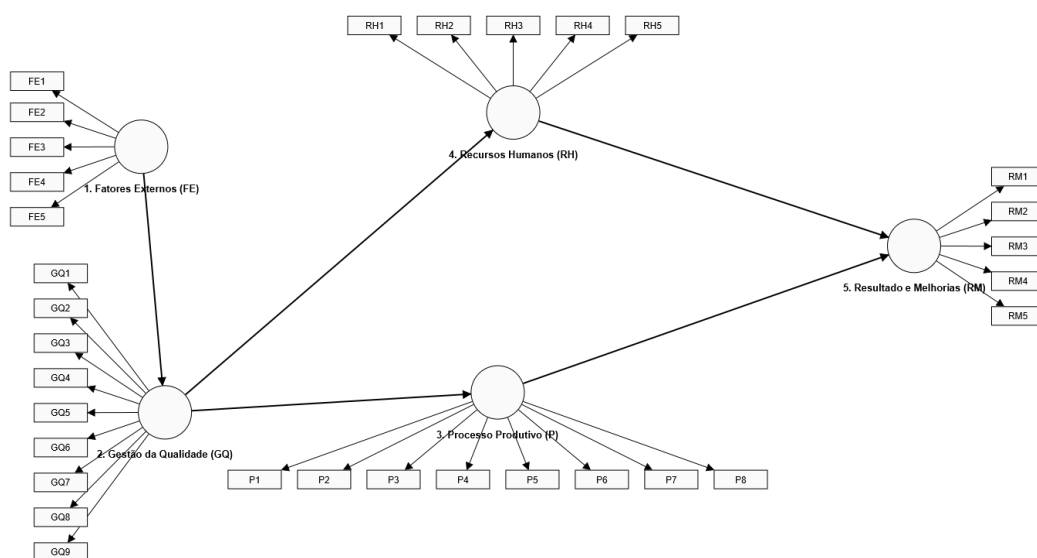 RH1
RH2
RH3
RH4
RH5
4. Recursos Humanos (RH)
FE1
FE2
FE3
FE4
FE5
1. Fatores Externos (FE)
RM1
RM2
RM3
RM4
RM5
5. Resultado e Melhorias (RM)
GQ1
GQ2
GQ3
GQ4
GQ5
GQ6
GQ7
GQ8
GQ9
2. Gestão da Qualidade (GQ)
3. Processo Produtivo (P)
P1
P2
P3
P4
P5
P6
P7
P8